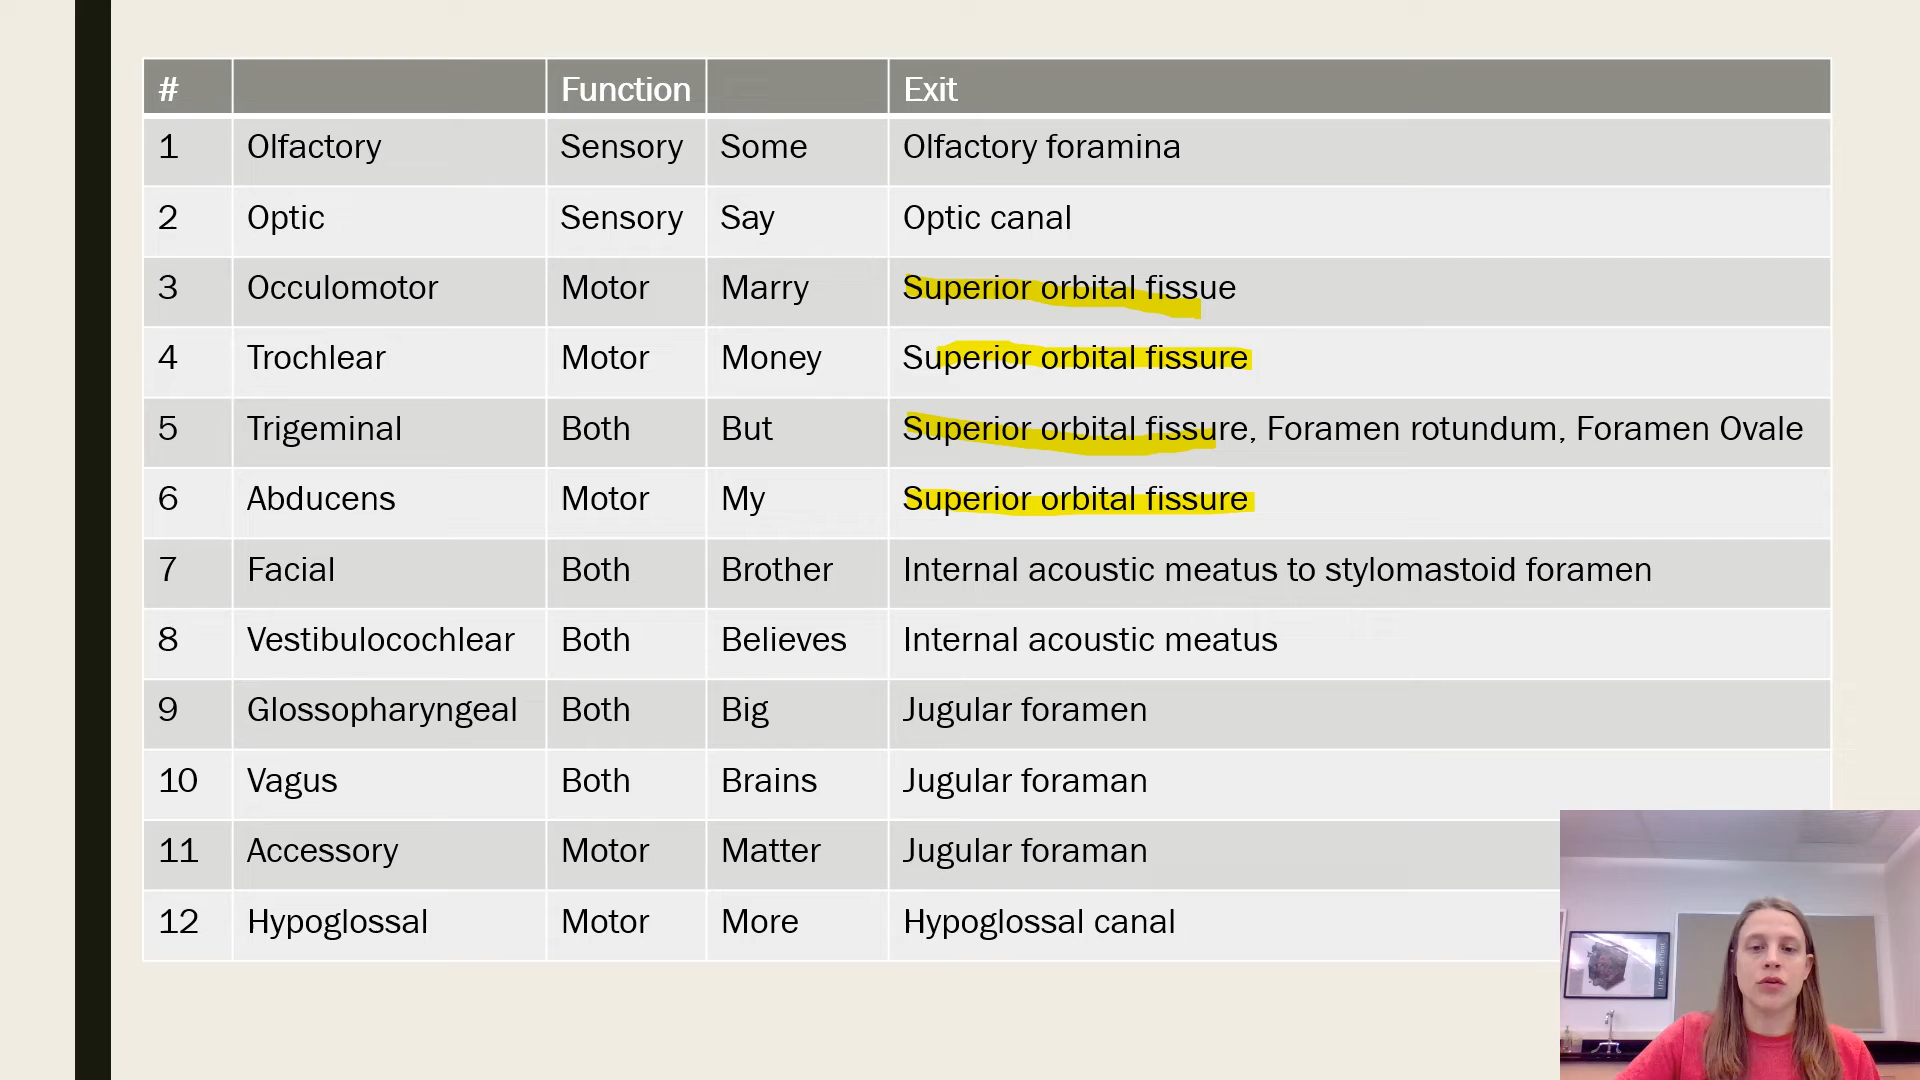 # Function Exit
1 Olfactory Sensory Some Olfactory foramina
2 Optic Sensory Say Optic canal
3 Occulomotor Motor Marry Superior orbital fissue
4 Trochlear Motor Money Superior orbital fissure
5 Trigeminal Both But Superior orbital fissure, Foramen rotundum, Foramen Ovale
6 Abducens Motor My Superior orbital fissure
7 Facial Both Brother Internal acoustic meatus to stylomastoid foramen
8 Vestibulocochlear Both Believes Internal acoustic meatus
9 Glossopharyngeal Both Big Jugular foramen
10 Vagus Both Brains Jugular foraman
11 Accessory Motor Matter Jugular foraman
12 Hypoglossal Motor More Hypoglossal canal